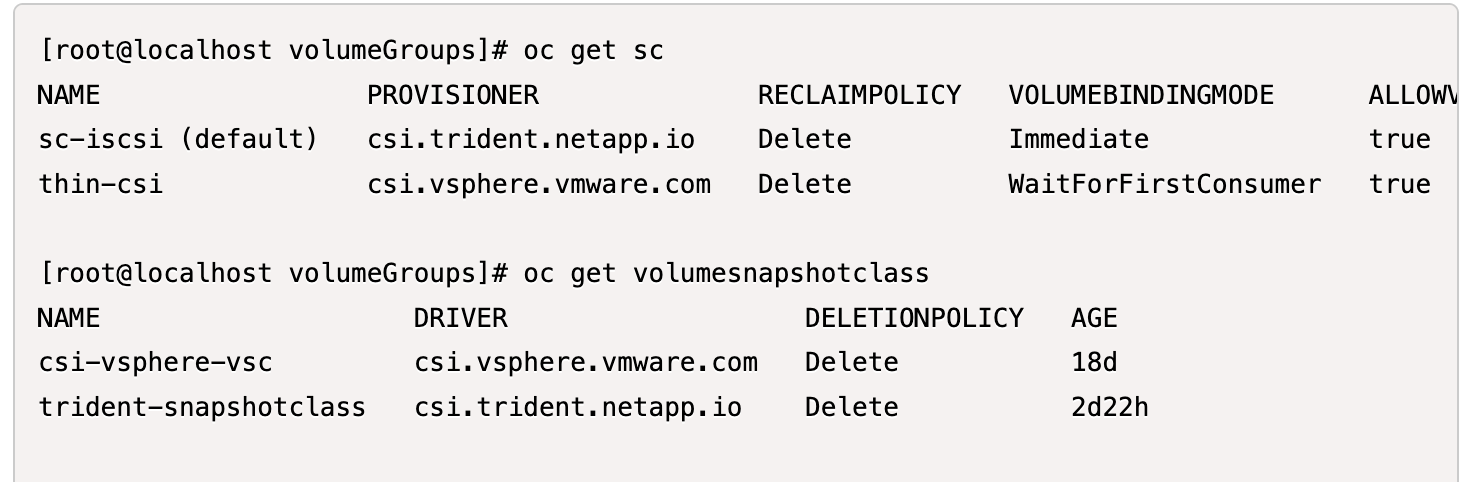 [root@localhost volumeGroups]# oc get sc
NAME PROVISIONER RECLAIMPOLICY VOLUMEBINDINGMODE ALLOWV
sc-iscsi (default) csi.trident.netapp.io Delete Immediate true
thin-csi csi.vsphere.vmware.com Delete WaitForFirstConsumer true
[root@localhost volumeGroups]# oc get volumesnapshotclass
NAME DRIVER DELETIONPOLICY AGE
csi-vsphere-vsc csi.vsphere.vmware.com Delete 18d
trident-snapshotclass csi.trident.netapp.io Delete 2d22h